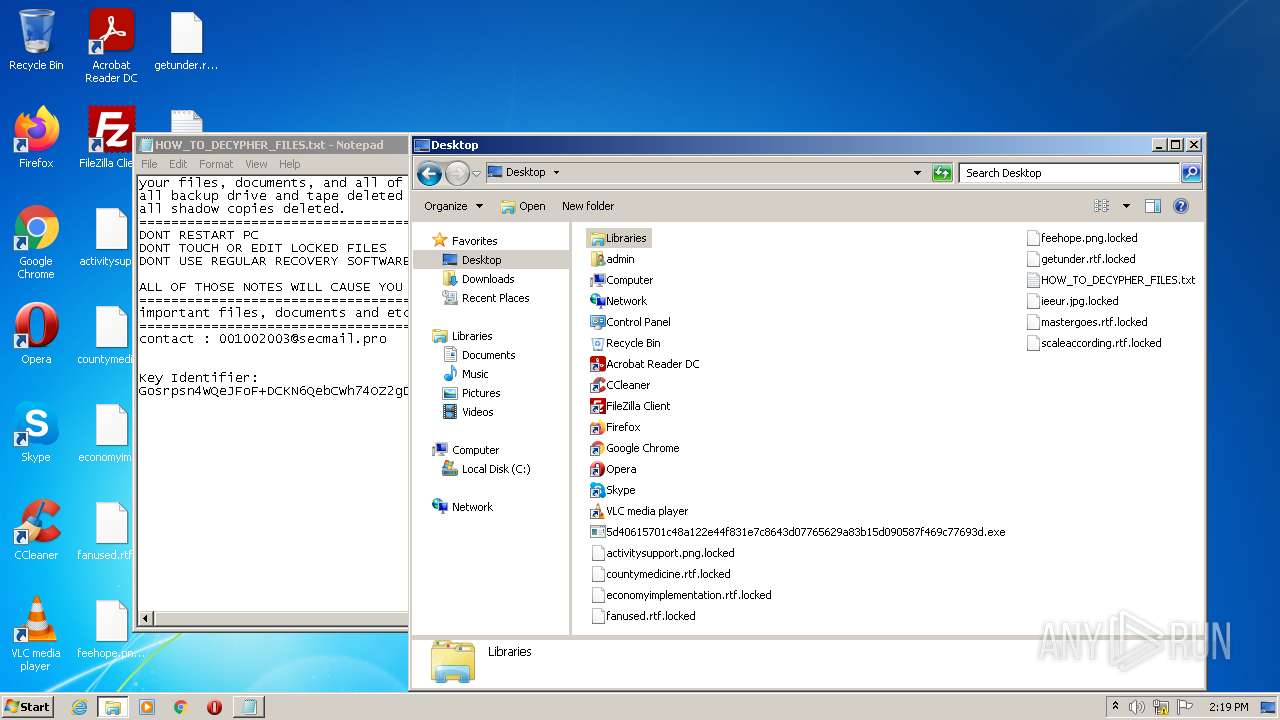 Recycle Bin
Acrobat
Reader DC
getunder.r...
Firefox
FileZilla Clie
Google
Chrome
activitysup
Opera
countymedi
Skype
economyim
CCleaner
fanused.rtf
VLC media
player
feehope.pn...
HOW_TO_DECYPHER_FILES.txt - Notepad
File Edit Format View Help
your files, documents, and all of
all backup drive and tape deleted
all shadow copies deleted.
DONT RESTART PC
DONT TOUCH OR EDIT LOCKED FILES
DONT USE REGULAR RECOVERY SOFTWARE
ALL OF THOSE NOTES WILL CAUSE YOU
important files, documents and etc
contact : 001002003@secmail.pro
Key Identifier:
Desktop
Desktop
Search Desktop
Organize Open New folder
Favorites
Desktop
Downloads
Recent Places
Libraries
Documents
Music
Pictures
Videos
Computer
Local Disk (C:)
Network
Libraries
admin
Computer
Network
Control Panel
Recycle Bin
Acrobat Reader DC
CCleaner
FileZilla Client
Firefox
Google Chrome
Opera
Skype
VLC media player
5d40615701c48a122e44f831e7c8643d07765629a83b15d090587f469c77693d.exe
activitysupport.png.locked
countymedicine.rtf.locked
economyimplementation.rtf.locked
fanused.rtf.locked
feehope.png.locked
getunder.rtf.locked
HOW_TO_DECYPHER_FILES.txt
ieeur.jpg.locked
mastergoes.rtf.locked
scaleaccording.rtf.locked
Libraries
ANY RUN
Start
2:19 PM